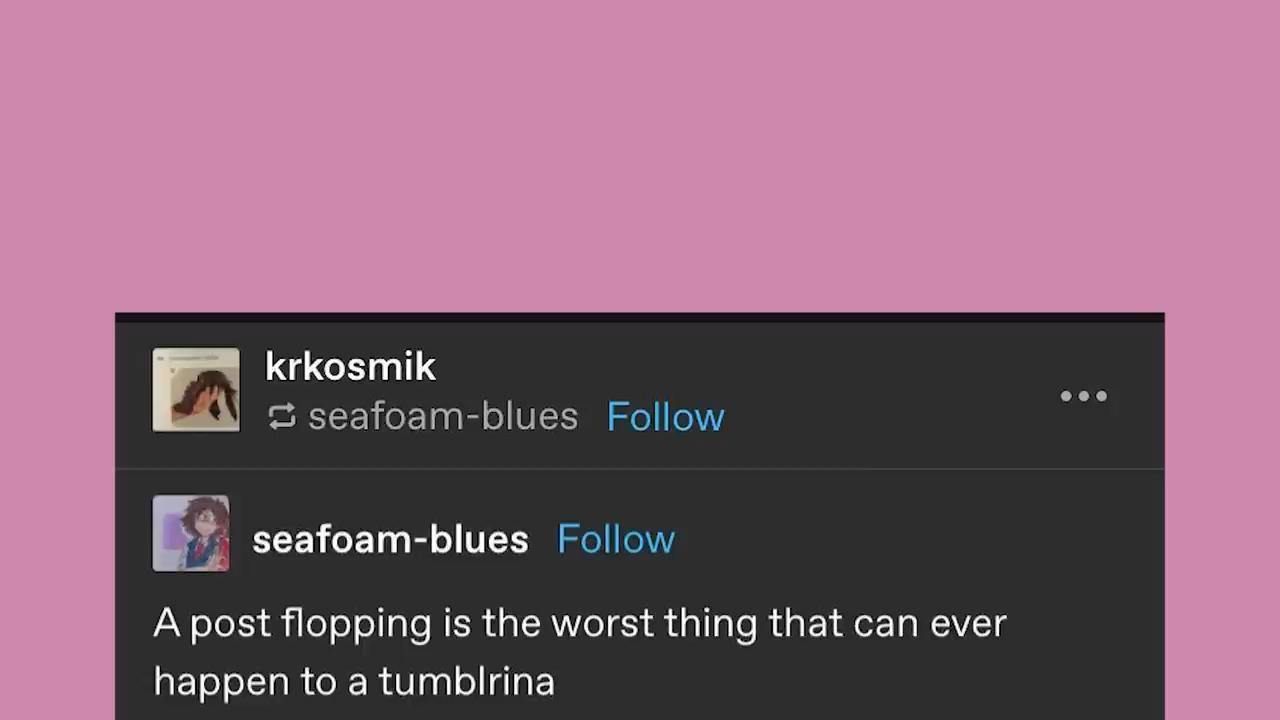 krkosmik
seafoam-blues Follow
seafoam-blues Follow
A post flopping is the worst thing that can ever
happen to a tumblrina